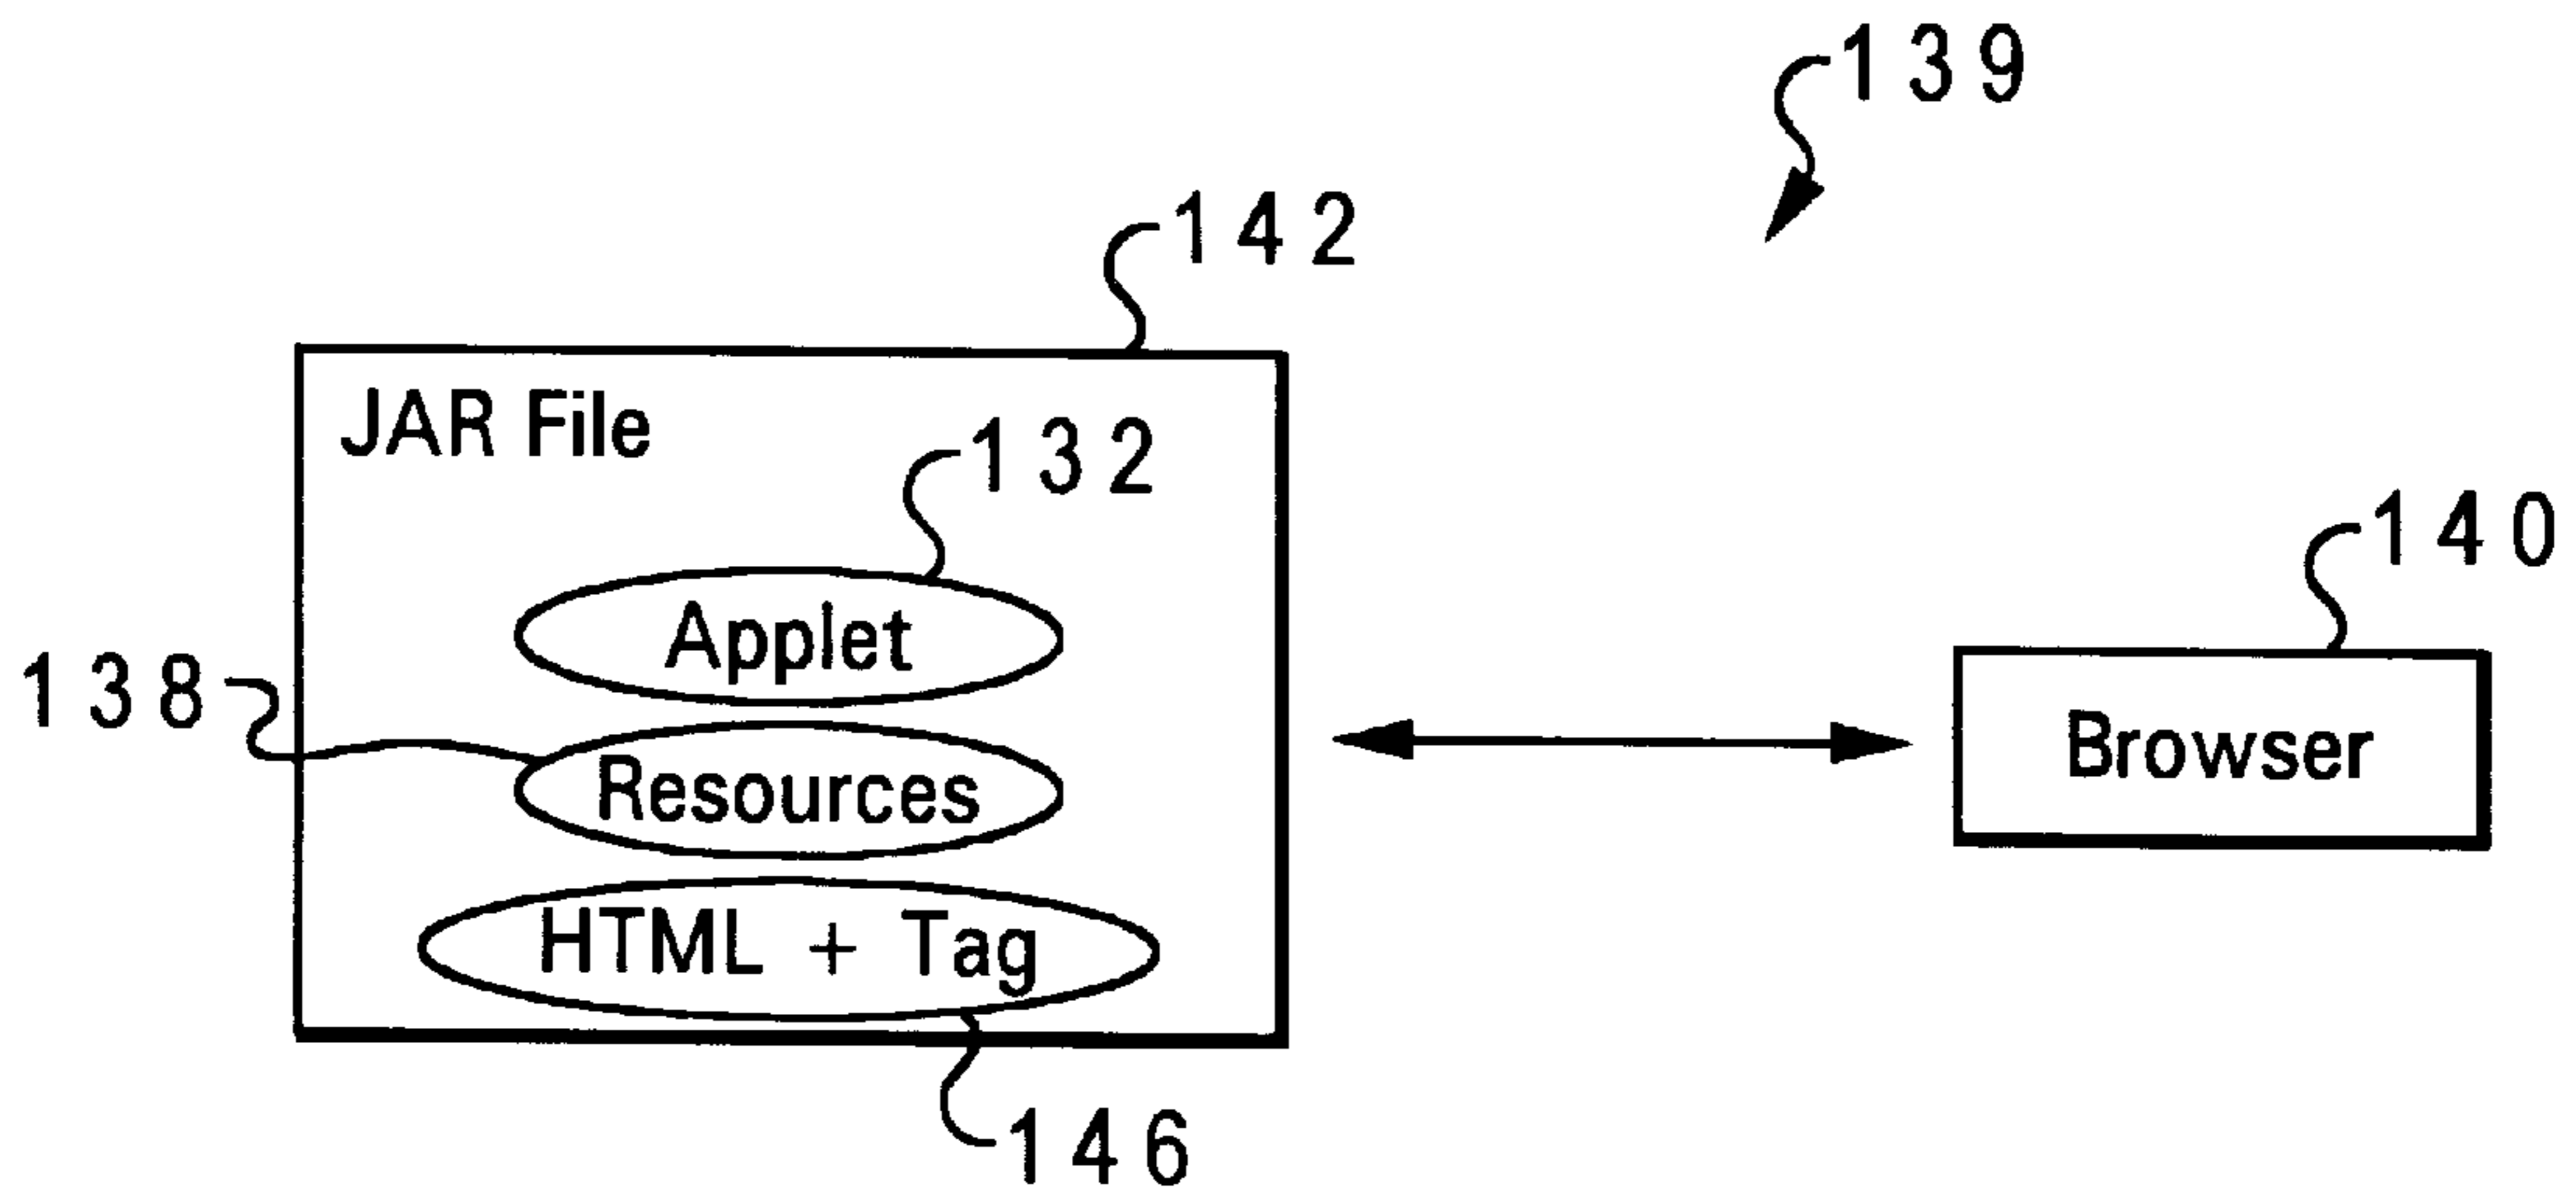 139
142
JAR File
132
140
Applet
138
Browser
Resources
HTML + Tag
146